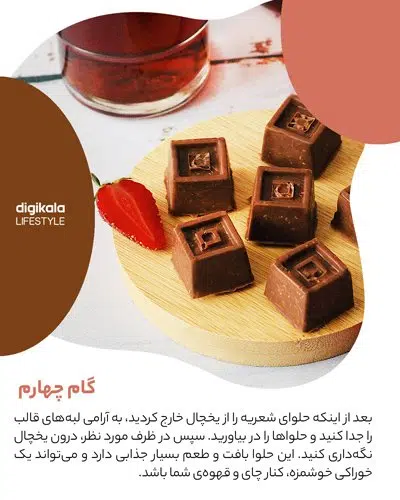 digikala
LIFESTYLE
گام چهارم
بعد از اینکه حلوای شعریه را از یخچال خارج کردید، به آرامی لبه‌های قالب
را جدا کنید و حلواها را در بیاورید. سپس در ظرف مورد نظر، درون یخچال
نگه‌داری کنید. این حلوا بافت و طعم بسیار جذابی دارد و می‌تواند یک
خوراکی خوشمزه، کنار چای و قهوه‌ی شما باشد.